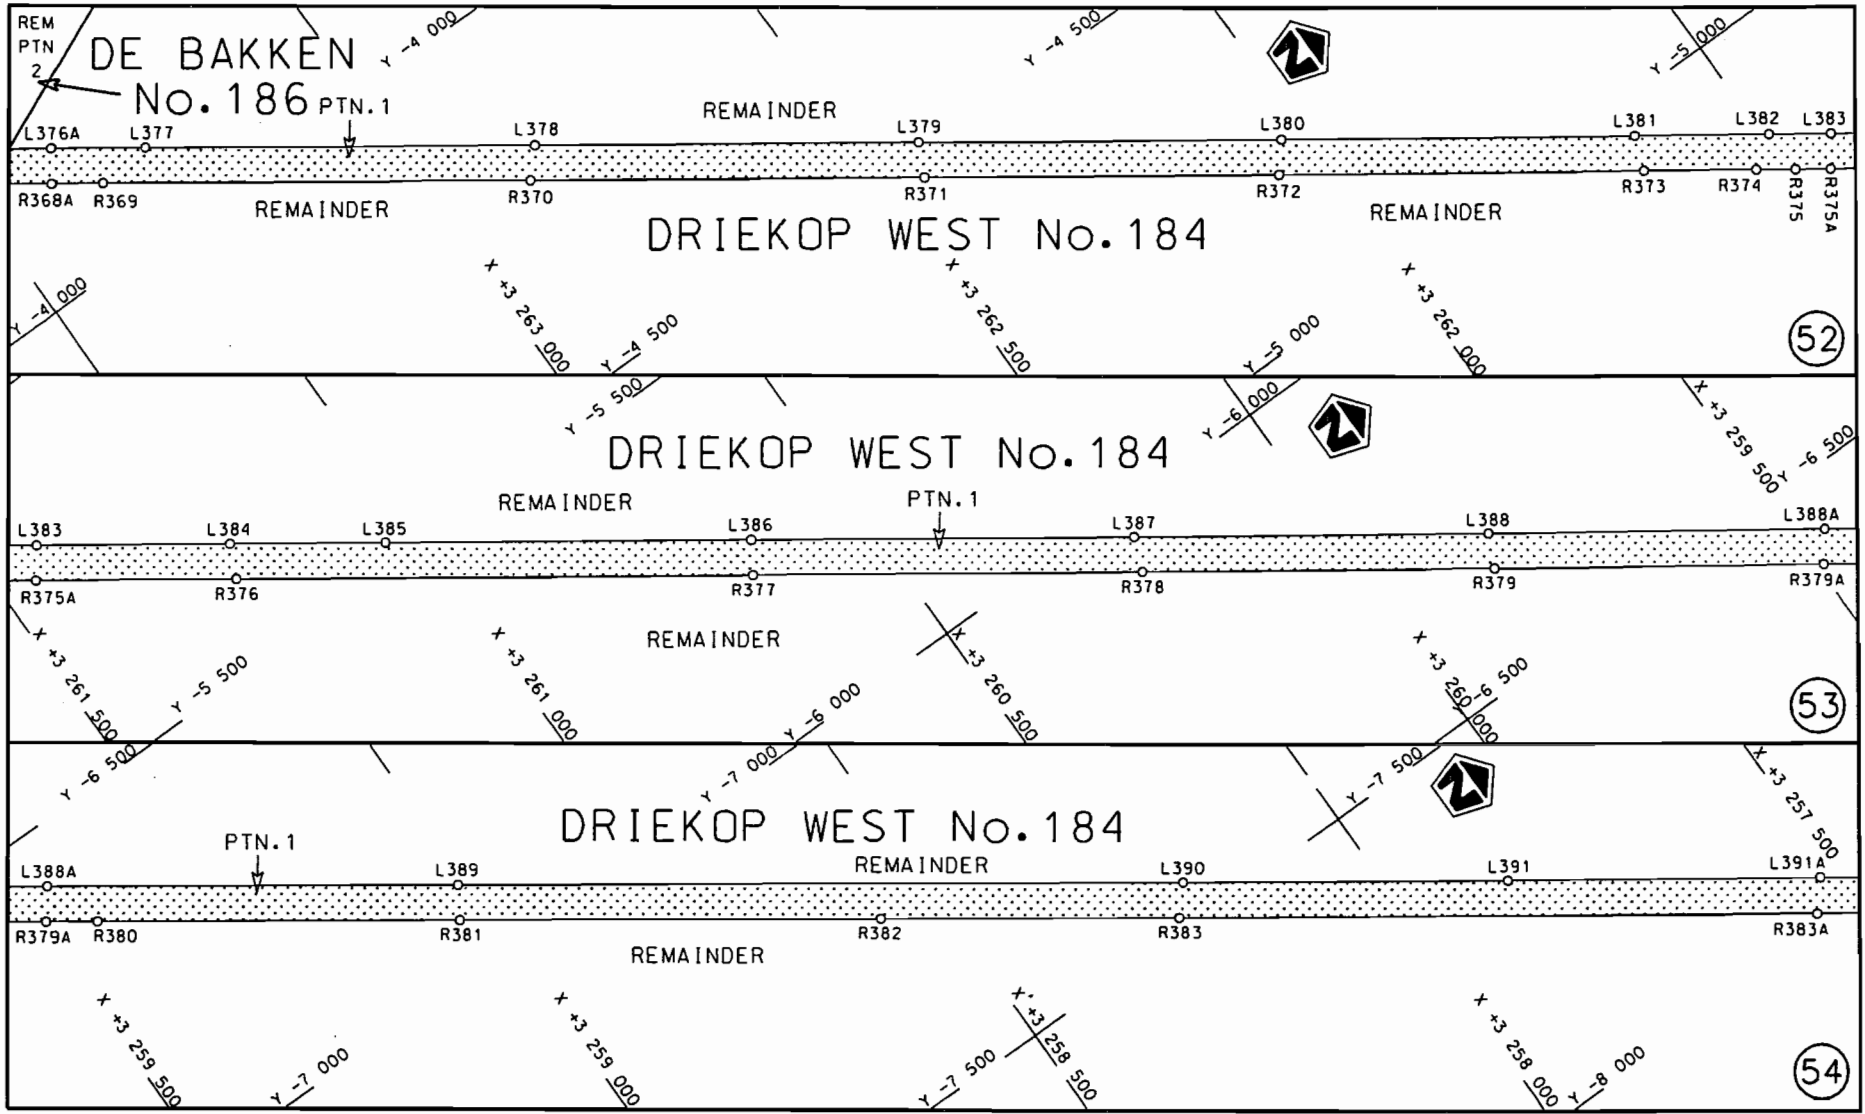 REM
PTN
2
DE BAKKEN
No.186
PTN.1
Y -4 000
Y -4 500
Y -5 000
REMAINDER
L376A
L377
L378
L379
L380
L381
L382
L383
R368A
R369
R370
R371
R372
R373
R374
R375
R375A
REMAINDER
REMAINDER
DRIEKOP WEST No.184
Y -4 000
X +3 263 000
Y -4 500
X +3 262 500
Y -5 000
X +3 262 000
52
Y -5 500
Y -6 000
X +3 259 500
Y -6 500
DRIEKOP WEST No.184
REMAINDER
PTN.1
L383
L384
L385
L386
L387
L388
L388A
R375A
R376
R377
R378
R379
R379A
REMAINDER
X +3 261 500
Y -5 500
X +3 261 000
Y -6 000
X +3 260 500
X +3 260 000
Y -6 500
53
Y -6 500
Y -7 000
Y -7 500
X +3 257 500
DRIEKOP WEST No.184
PTN.1
REMAINDER
L388A
L389
L390
L391
L391A
R379A
R380
R381
R382
R383
R383A
REMAINDER
X +3 259 500
Y -7 000
X +3 259 000
Y -7 500
X +3 258 500
X +3 258 000
Y -8 000
54